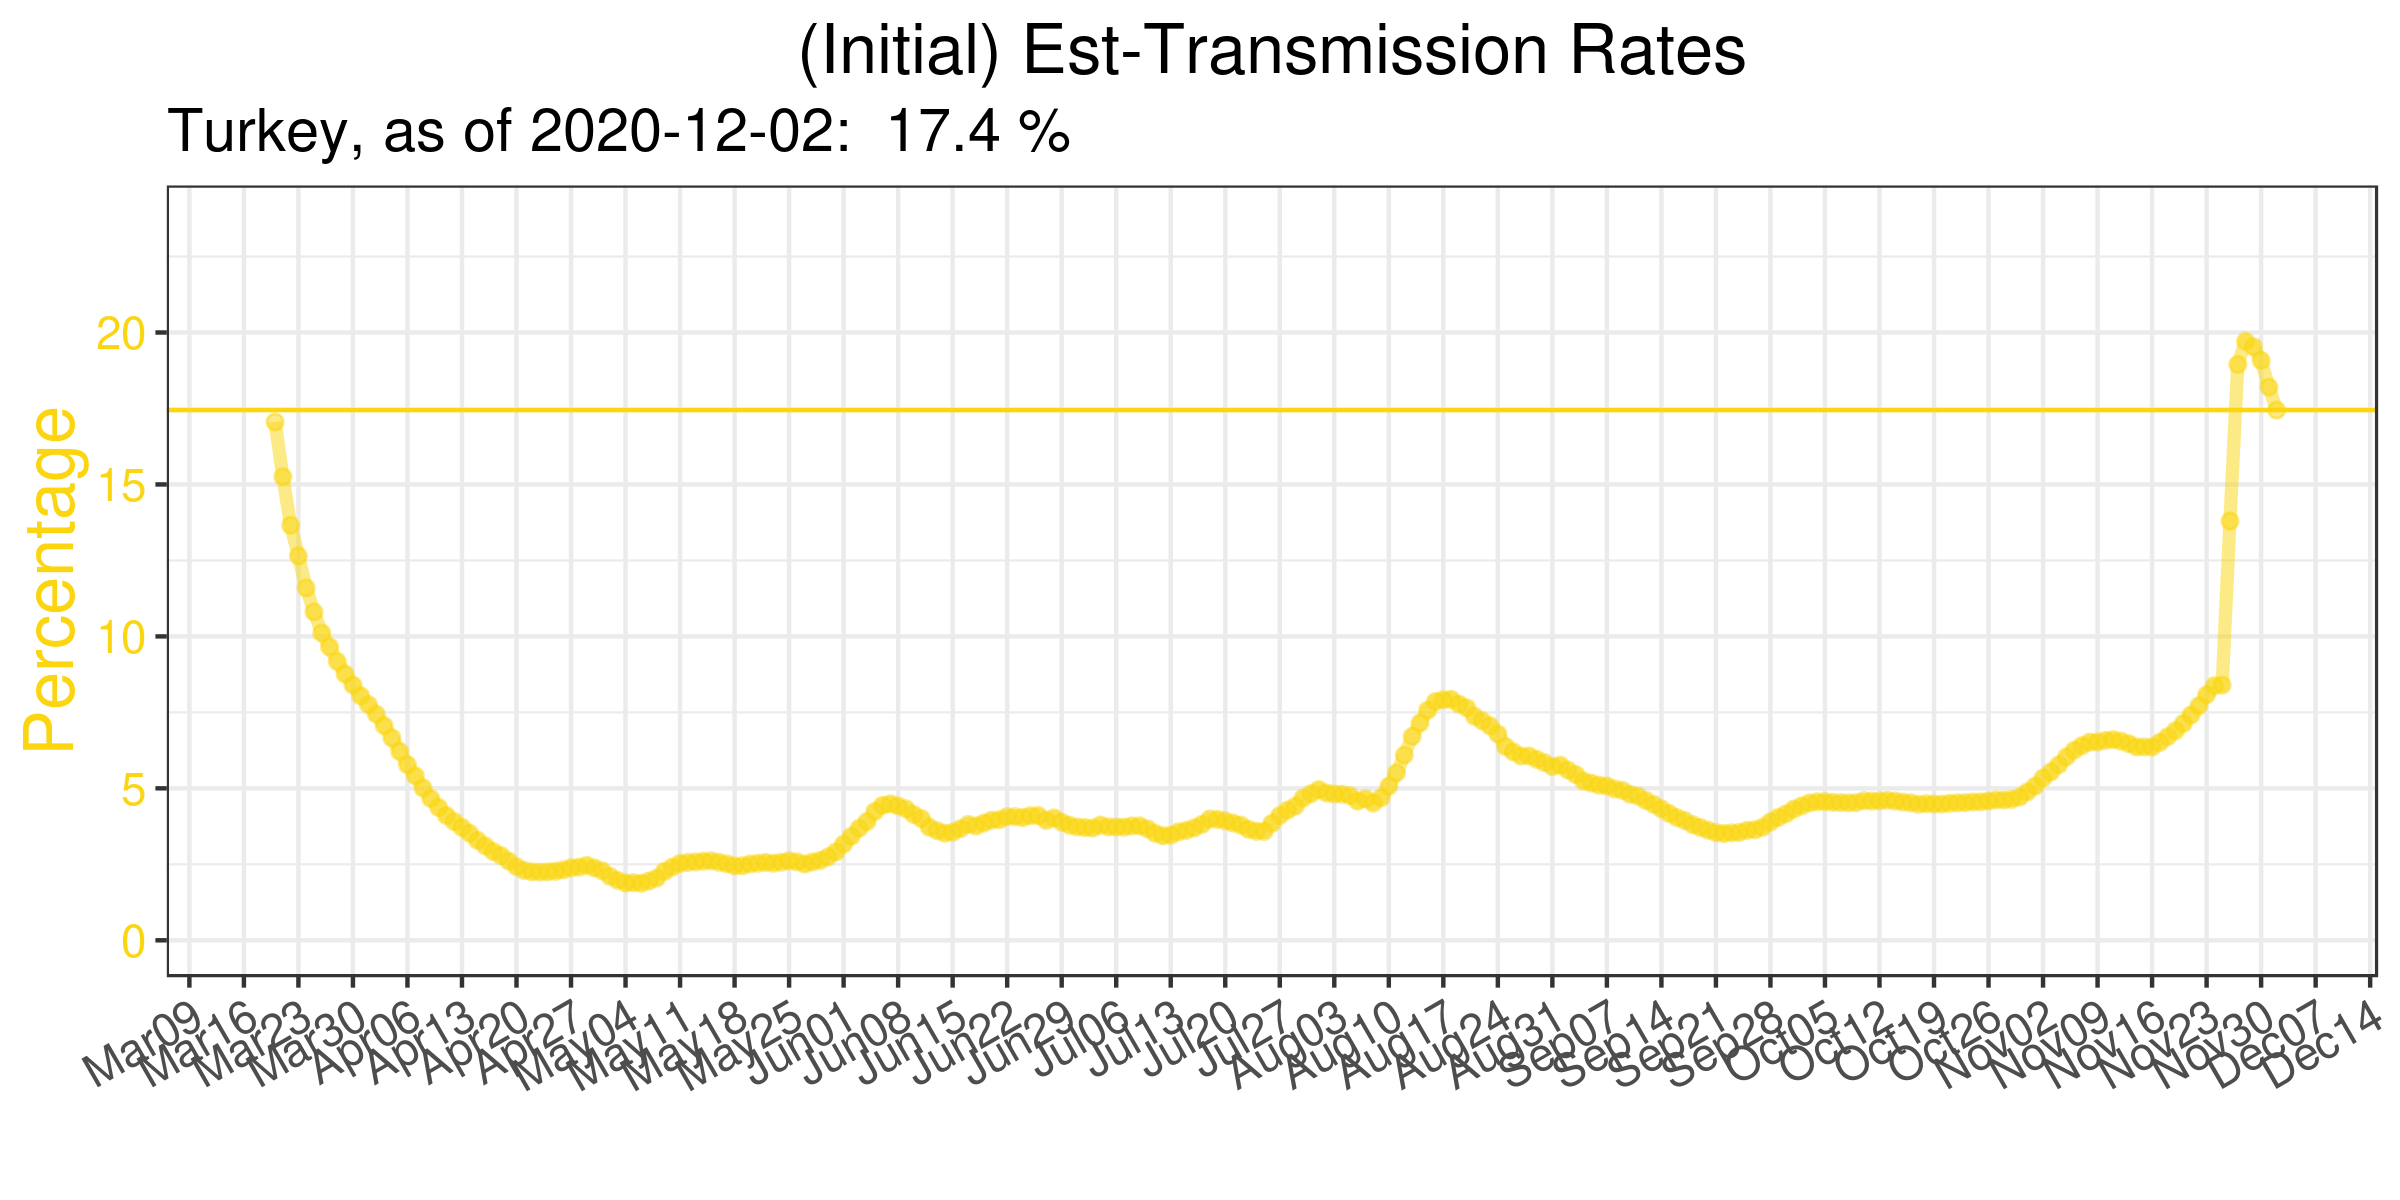 (Initial) Est-Transmission Rates
Turkey, as of 2020-12-02:  17.4 %
Percentage
20
15
10
5
0
Mar09
Mar16
Mar23
Mar30
Apr06
Apr13
Apr20
Apr27
May04
May11
May18
May25
Jun01
Jun08
Jun15
Jun22
Jun29
Jul06
Jul13
Jul20
Jul27
Aug03
Aug10
Aug17
Aug24
Aug31
Sep07
Sep14
Sep21
Sep28
Oct05
Oct12
Oct19
Oct26
Nov02
Nov09
Nov16
Nov23
Nov30
Dec07
Dec14